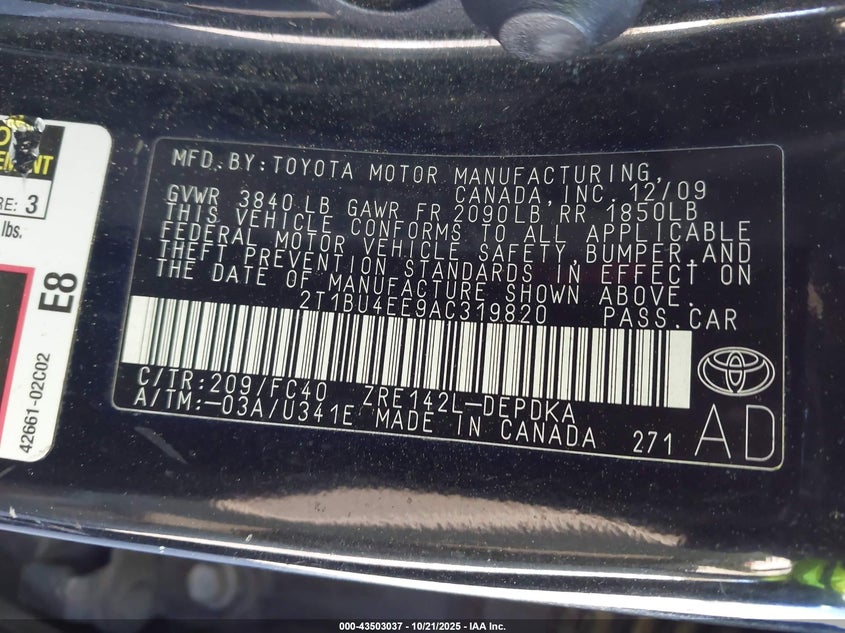 MENT
RE: 3
lbs.
E8
42661-02C02
MFD. BY: TOYOTA MOTOR MANUFACTURING,
CANADA, INC. 12/09
GVWR 3840 LB GAWR FR 2090LB RR 1850LB
THIS VEHICLE CONFORMS TO ALL APPLICABLE
FEDERAL MOTOR VEHICLE SAFETY, BUMPER, AND
THEFT PREVENTION STANDARDS IN EFFECT ON
THE DATE OF MANUFACTURE SHOWN ABOVE.
2T1BU4EE9AC319820 PASS. CAR
C/TR: 209/FC40 ZRE142L-DEPDKA
A/TM: -03A/U341E MADE IN CANADA 271
AD
000-43503037 - 10/21/2025 - IAA Inc.